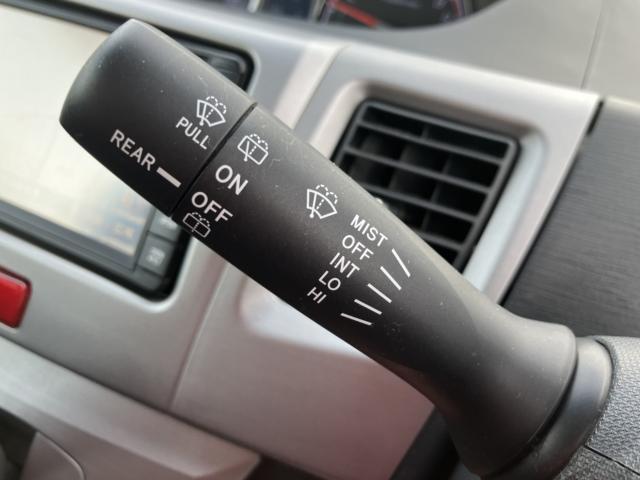 PULL
REAR
ON
OFF
MIST
OFF
INT
LO
HI